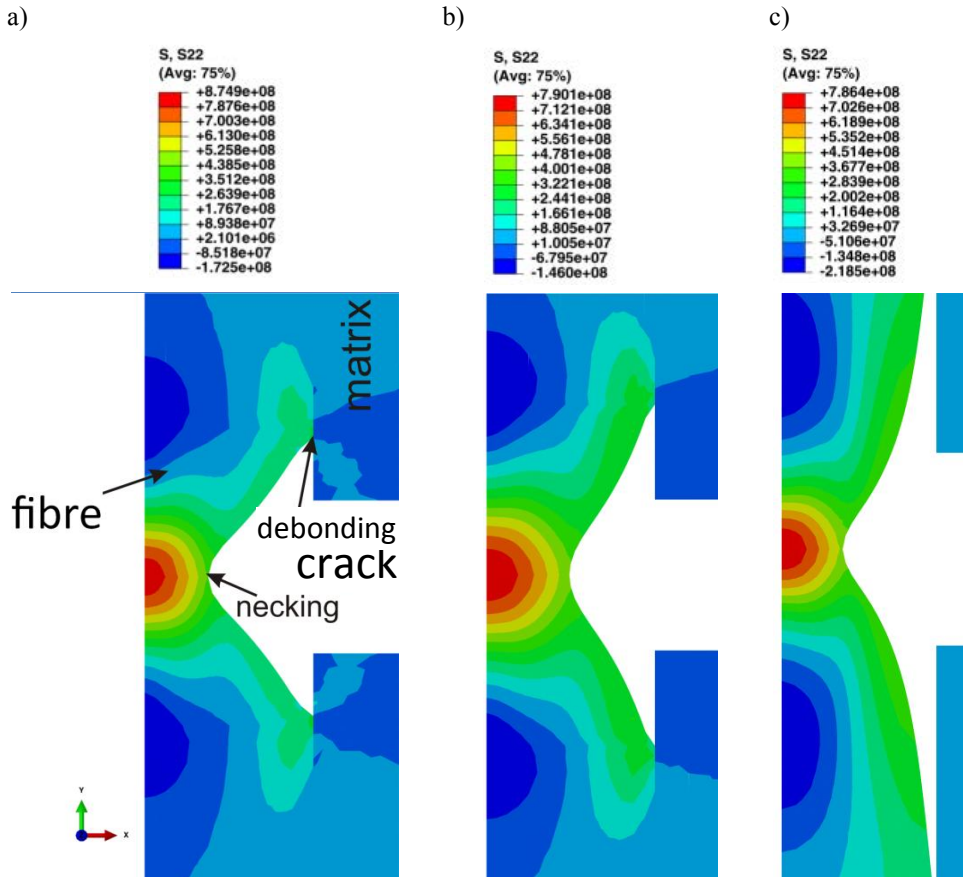 a)
S, S22
(Avg: 75%)
+8.749e+08
+7.876e+08
+7.003e+08
+6.130e+08
+5.258e+08
+4.385e+08
+3.512e+08
+2.639e+08
+1.767e+08
+8.938e+07
+2.101e+06
-8.518e+07
-1.725e+08
b)
S, S22
(Avg: 75%)
+7.901e+08
+7.121e+08
+6.341e+08
+5.561e+08
+4.781e+08
+4.001e+08
+3.221e+08
+2.441e+08
+1.661e+08
+8.805e+07
+1.005e+07
-6.795e+07
-1.460e+08
c)
S, S22
(Avg: 75%)
+7.864e+08
+7.026e+08
+6.189e+08
+5.352e+08
+4.514e+08
+3.677e+08
+2.839e+08
+2.002e+08
+1.164e+08
+3.269e+07
-5.106e+07
-1.348e+08
-2.185e+08
matrix
fibre
debonding
crack
necking
Y
X